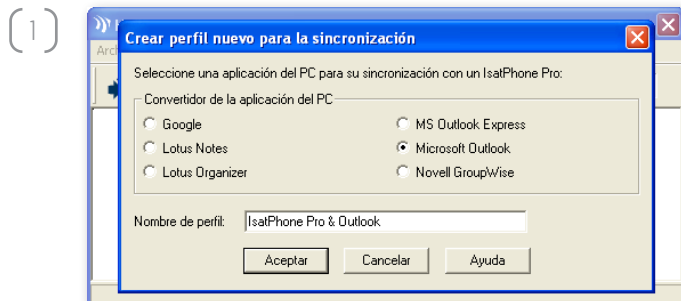 (1)
Crear perfil nuevo para la sincronización
Arch
Seleccione una aplicación del PC para su sincronización con un IsatPhone Pro:
Convertidor de la aplicación del PC
Google
MS Outlook Express
Lotus Notes
Microsoft Outlook
Lotus Organizer
Novell GroupWise
Nombre de perfil:
IsatPhone Pro & Outlook
Aceptar
Cancelar
Ayuda